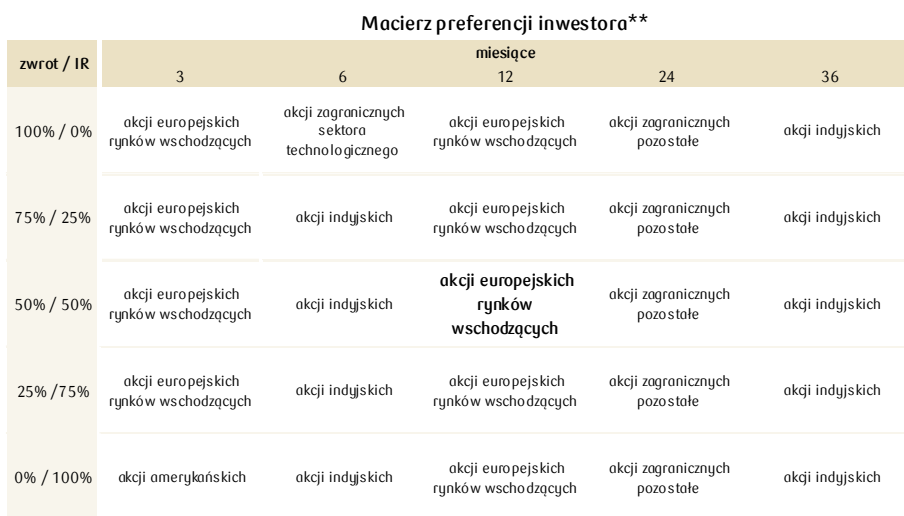 Macierz preferencji inwestora**
zwrot / IR
miesiące
3 6 12 24 36
100% / 0%
akcji europejskich
rynków wschodzących
akcji zagranicznych
sektora
technologicznego
akcji europejskich
rynków wschodzących
akcji zagranicznych
pozostałe
akcji indyjskich
75% / 25%
akcji europejskich
rynków wschodzących
akcji indyjskich
akcji europejskich
rynków wschodzących
akcji zagranicznych
pozostałe
akcji indyjskich
50% / 50%
akcji europejskich
rynków wschodzących
akcji indyjskich
akcji europejskich
rynków
wschodzących
akcji zagranicznych
pozostałe
akcji indyjskich
25% /75%
akcji europejskich
rynków wschodzących
akcji indyjskich
akcji europejskich
rynków wschodzących
akcji zagranicznych
pozostałe
akcji indyjskich
0% / 100%
akcji amerykańskich
akcji indyjskich
akcji europejskich
rynków wschodzących
akcji zagranicznych
pozostałe
akcji indyjskich